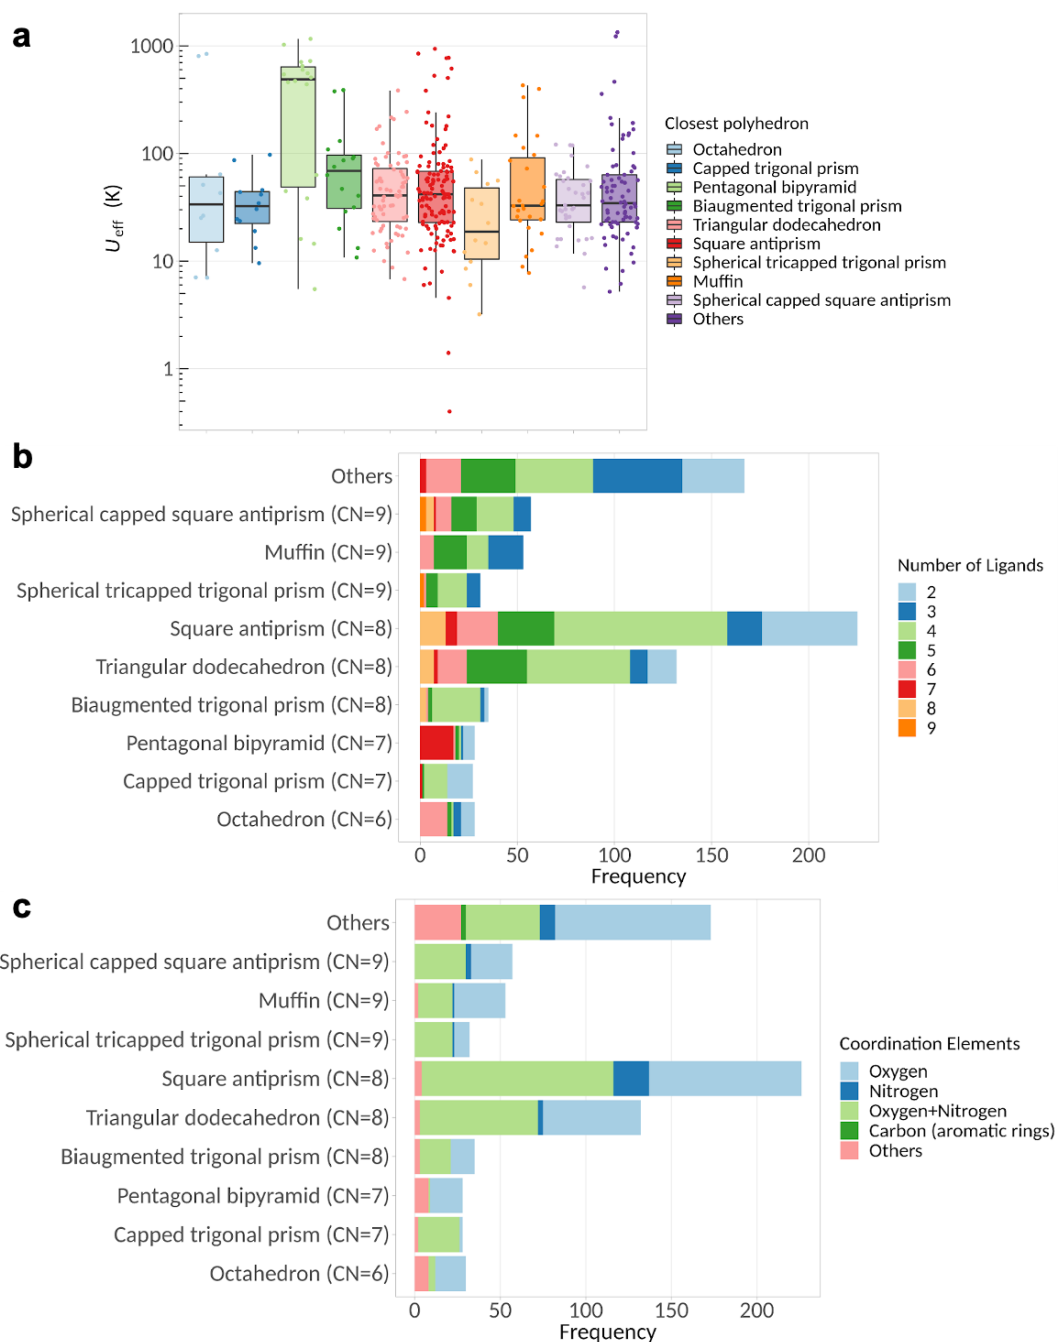 a
1000
100
10
1
U eff (K)
Closest polyhedron
Octahedron
Capped trigonal prism
Pentagonal bipyramid
Biaugmented trigonal prism
Triangular dodecahedron
Square antiprism
Spherical tricapped trigonal prism
Muffin
Spherical capped square antiprism
Others
b
Others
Spherical capped square antiprism (CN=9)
Muffin (CN=9)
Spherical tricapped trigonal prism (CN=9)
Square antiprism (CN=8)
Triangular dodecahedron (CN=8)
Biaugmented trigonal prism (CN=8)
Pentagonal bipyramid (CN=7)
Capped trigonal prism (CN=7)
Octahedron (CN=6)
0 50 100 150 200
Frequency
Number of Ligands
2
3
4
5
6
7
8
9
c
Others
Spherical capped square antiprism (CN=9)
Muffin (CN=9)
Spherical tricapped trigonal prism (CN=9)
Square antiprism (CN=8)
Triangular dodecahedron (CN=8)
Biaugmented trigonal prism (CN=8)
Pentagonal bipyramid (CN=7)
Capped trigonal prism (CN=7)
Octahedron (CN=6)
0 50 100 150 200
Frequency
Coordination Elements
Oxygen
Nitrogen
Oxygen+Nitrogen
Carbon (aromatic rings)
Others